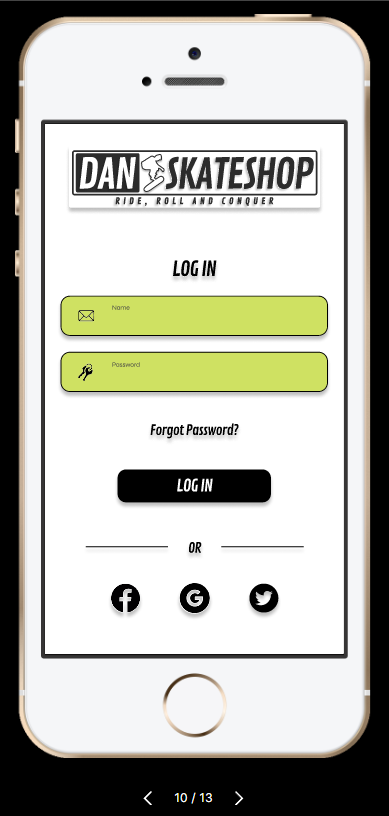 DAN SKATESHOP
RIDE, ROLL AND CONQUER
LOG IN
Name
Password
Forgot Password?
LOG IN
OR
10 / 13